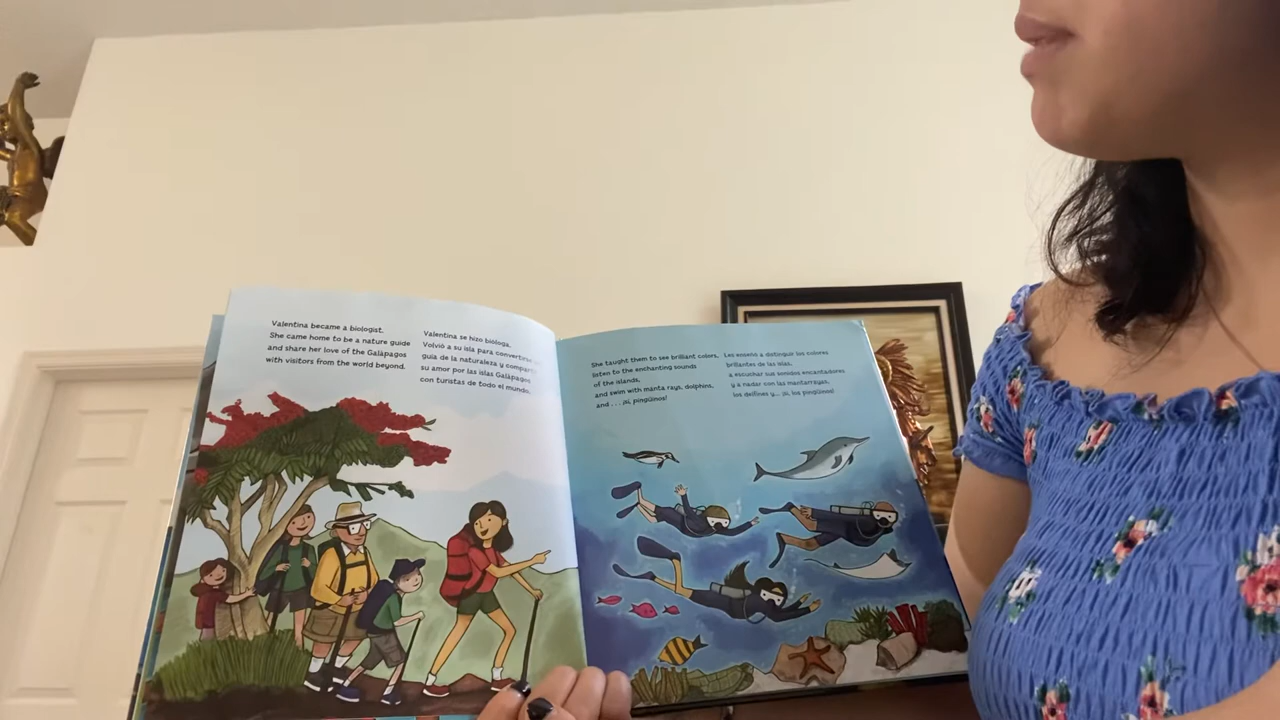 Valentina became a biologist.
She came home to be a nature guide
and share her love of the Galápagos
with visitors from the world beyond.
Valentina se hizo bióloga.
Volvió a su isla para convertirse
guía de la naturaleza y compartir
su amor por las islas Galápagos
con turistas de todo el mundo.
She taught them to see brilliant colors,
listen to the enchanting sounds
of the islands,
and swim with manta rays, dolphins,
and . . . ¡sí, pingüinos!
Les enseñó a distinguir los colores
brillantes de las islas,
a escuchar sus sonidos encantadores
y a nadar con las mantarrayas,
los delfines y... ¡sí, los pingüinos!